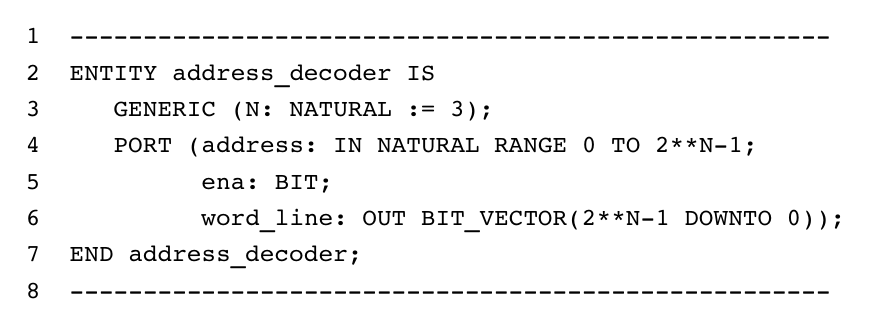 1 -----------------------------------------------------
2 ENTITY address_decoder IS
3    GENERIC (N: NATURAL := 3);
4    PORT (address: IN NATURAL RANGE 0 TO 2**N-1;
5          ena: BIT;
6          word_line: OUT BIT_VECTOR(2**N-1 DOWNTO 0));
7 END address_decoder;
8 -----------------------------------------------------